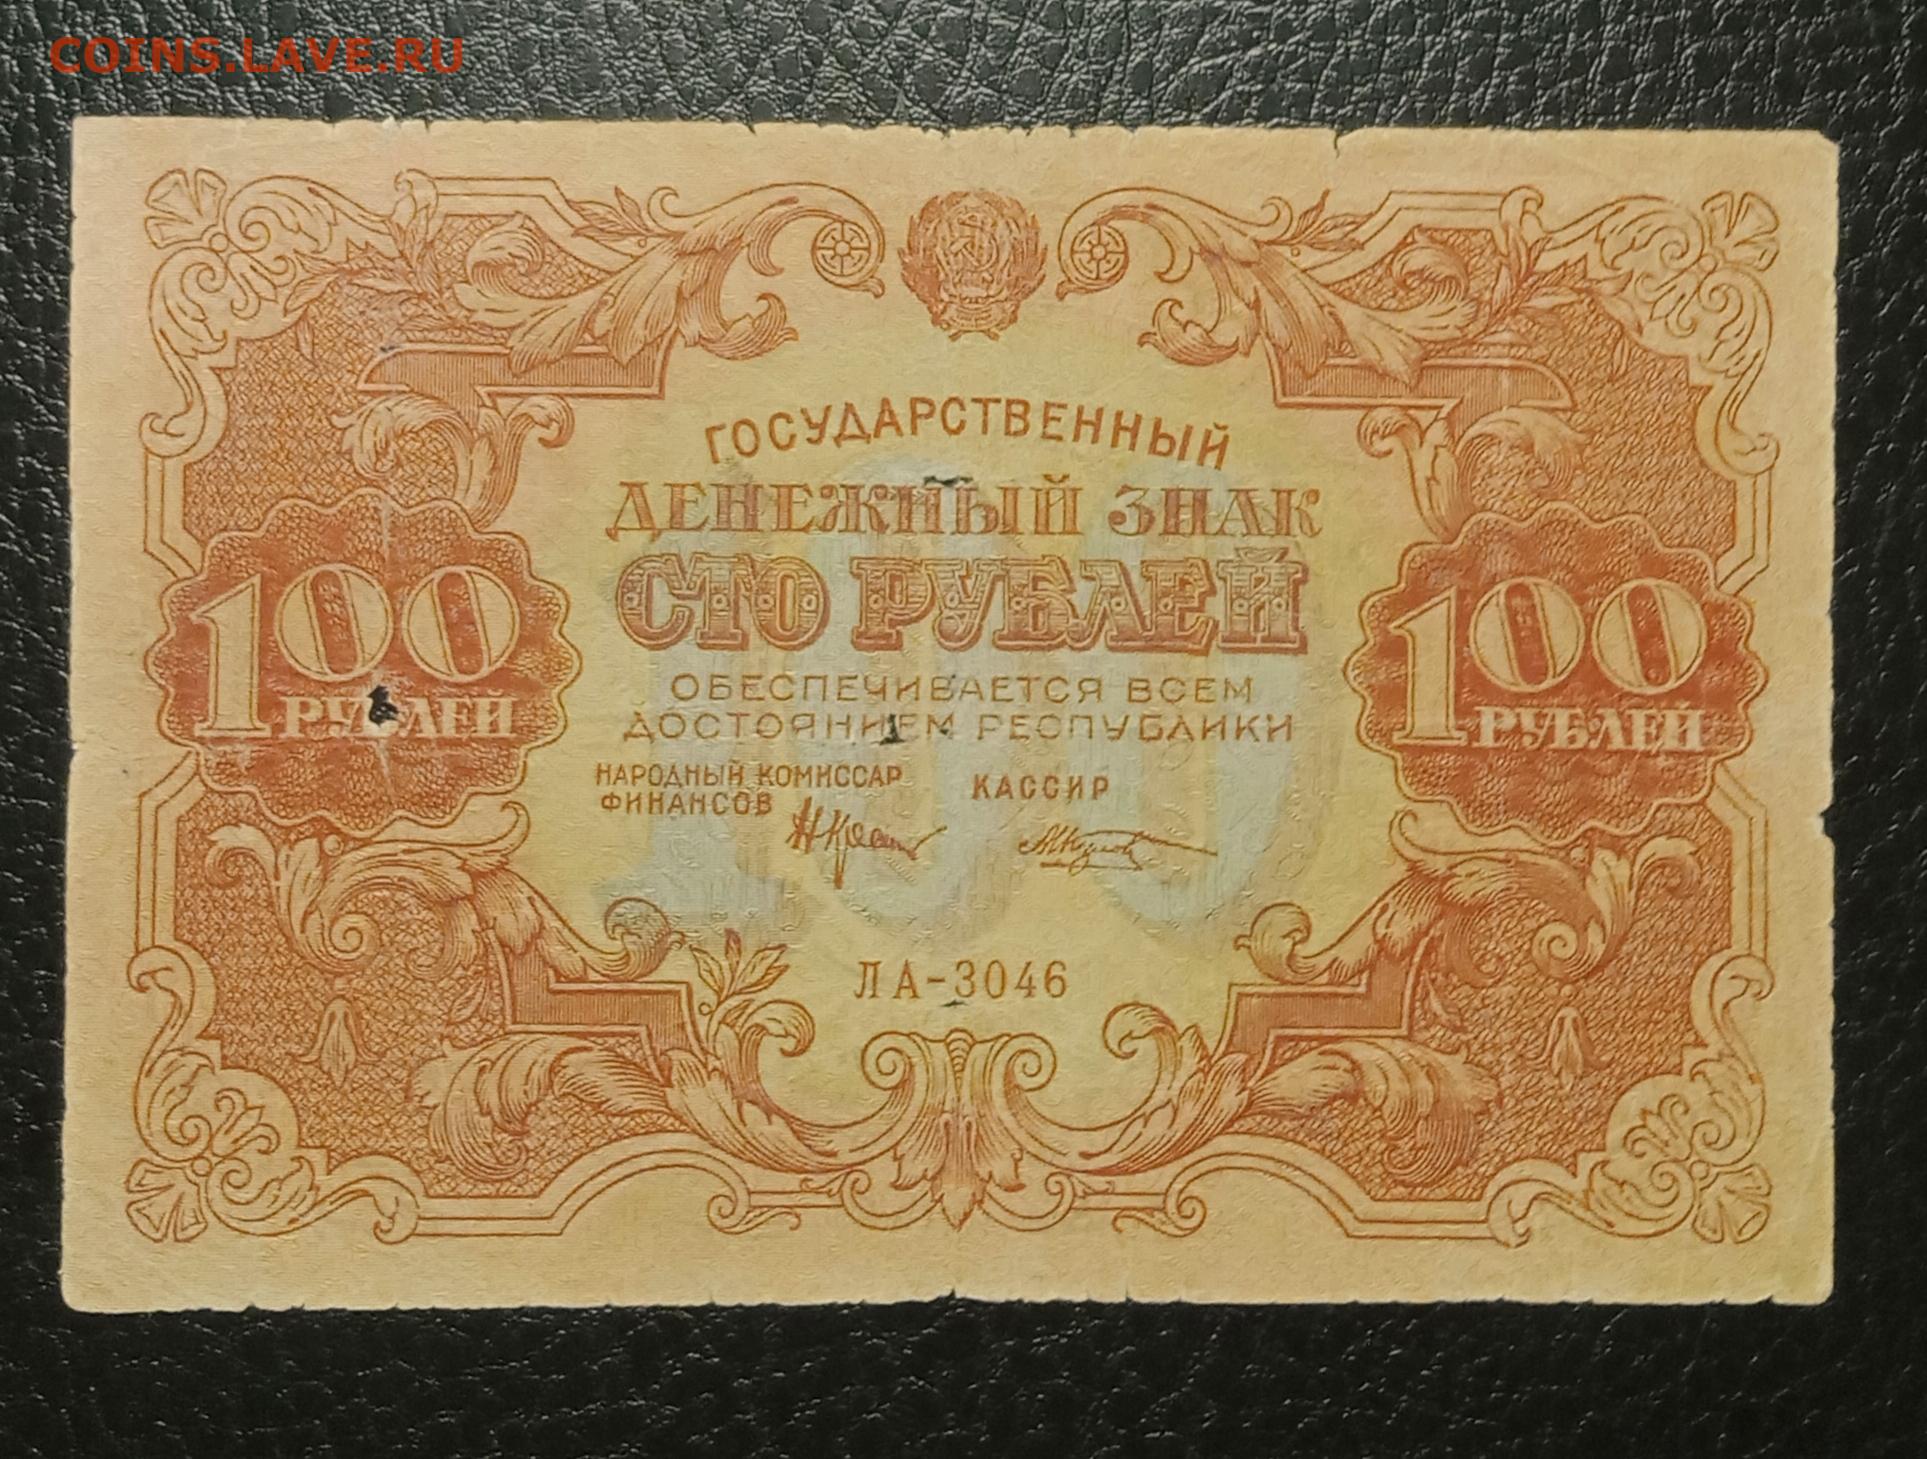 COINS.LAVE.RU
ГОСУДАРСТВЕННЫЙ
ДЕНЕЖНЫЙ ЗНАК
СТО РУБЛЕЙ
ОБЕСПЕЧИВАЕТСЯ ВСЕМ
ДОСТОЯНИЕМ РЕСПУБЛИКИ
НАРОДНЫЙ КОМИССАР
ФИНАНСОВ
КАССИР
100
РУБЛЕЙ
100
РУБЛЕЙ
100
ЛА-3046